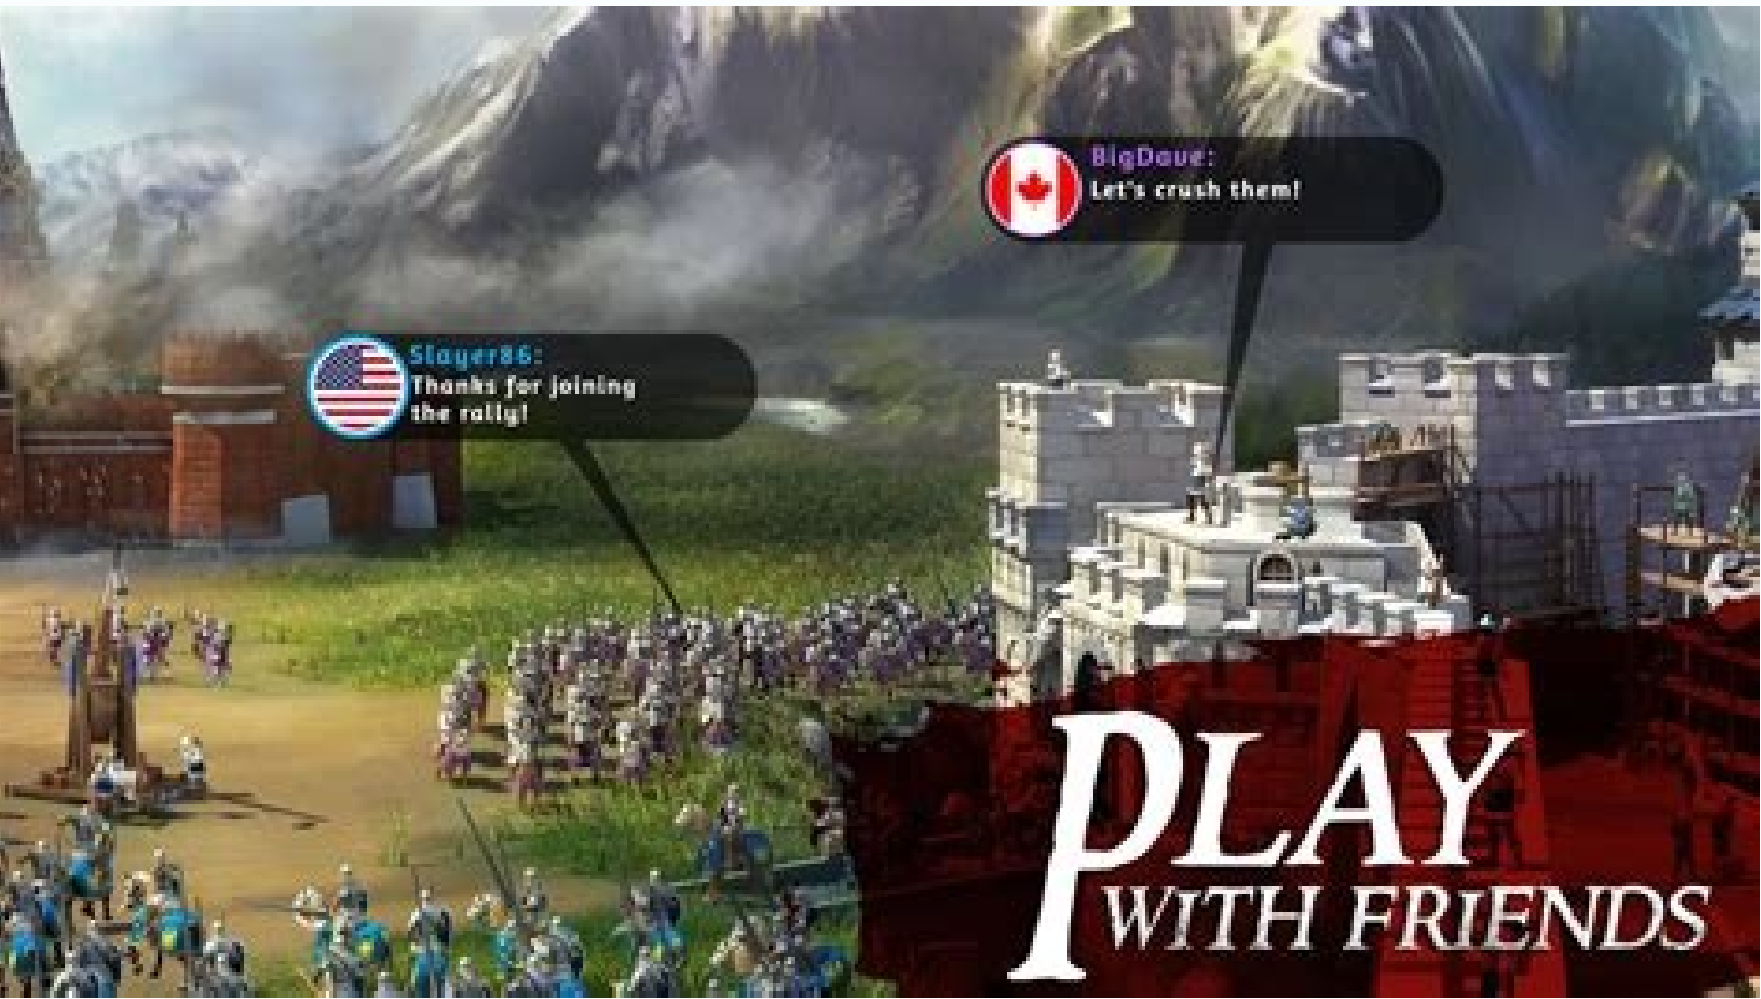 BigDave:
Let's crush them!
Slayer86:
Thanks for joining
the rally!
PLAY
WITH FRIENDS